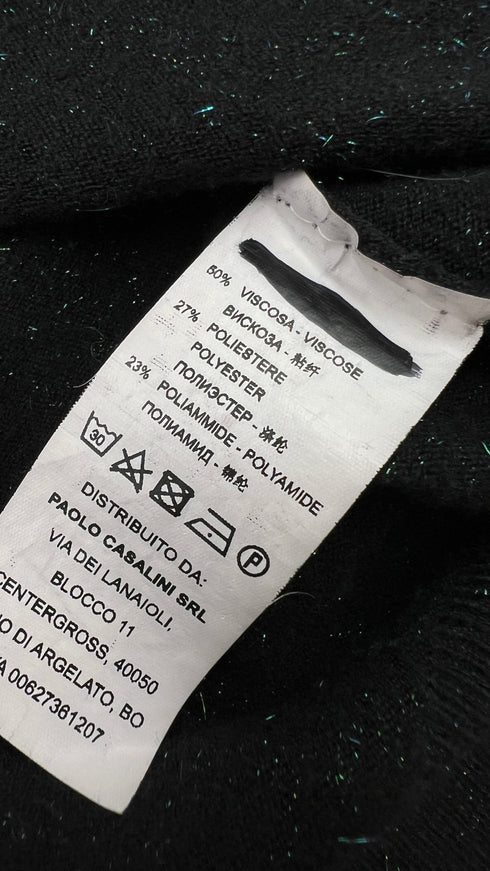 50% VISCOSA - VISCOSE
ВИСКОЗА - 粘纤
27% POLIESTERE
POLYESTER
ПОЛИЭСТЕР - 涤纶
23% POLIAMMIDE - POLYAMIDE
ПОЛИАМИД - 锦纶
30
P
DISTRIBUITO DA:
PAOLO CASALINI SRL
VIA DEI LANAIOLI,
BLOCCO 11
CENTERGROSS, 40050
DI ARGELATO, BO
00627361207